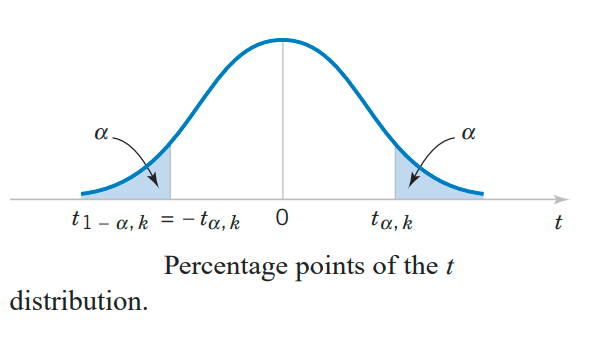 α α
t1 – α, k = – tα, k 0 tα, k t
Percentage points of the t
distribution.